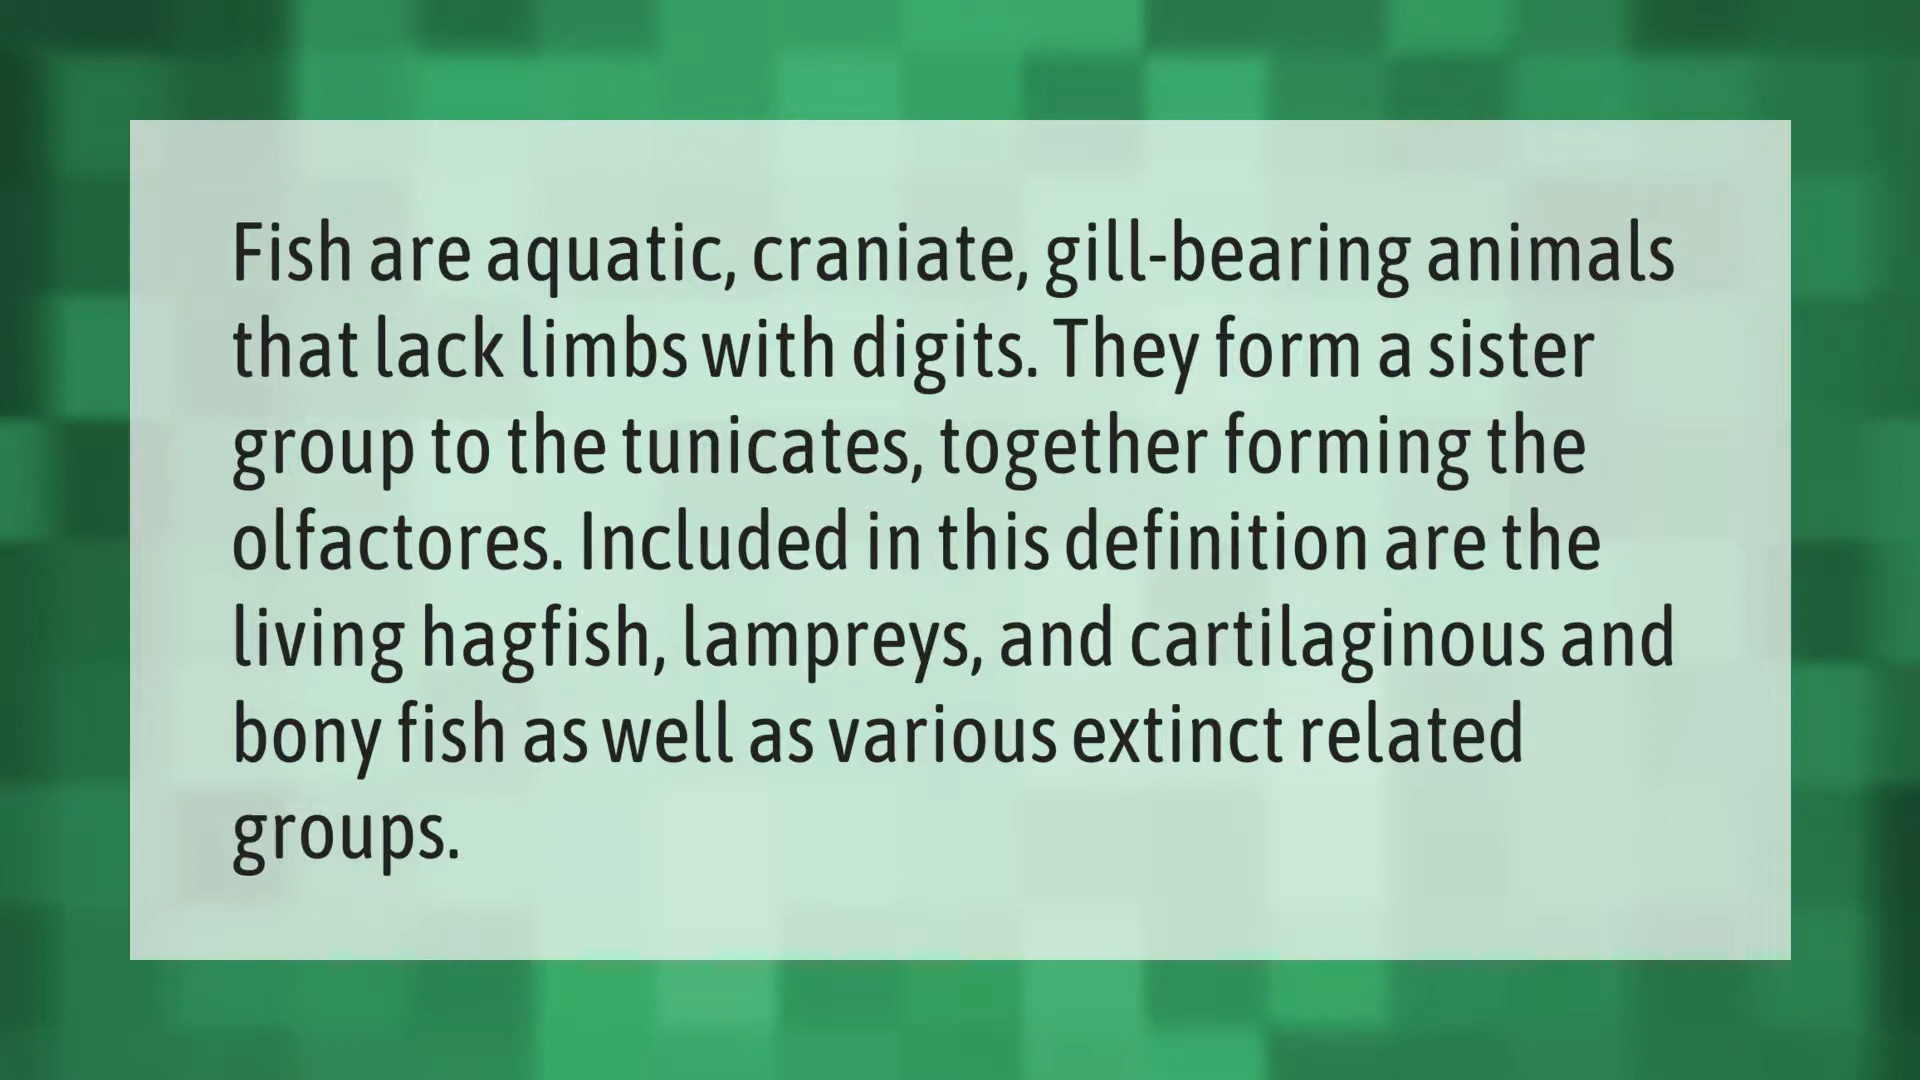 Fish are aquatic, craniate, gill-bearing animals
that lack limbs with digits. They form a sister
group to the tunicates, together forming the
olfactores. Included in this definition are the
living hagfish, lampreys, and cartilaginous and
bony fish as well as various extinct related
groups.